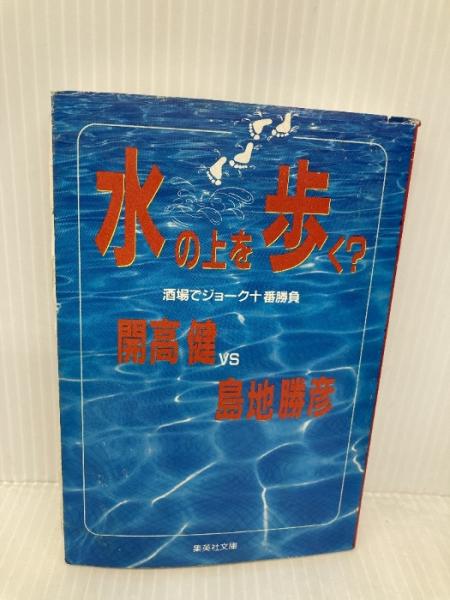 水の上を歩く?
酒場でジョーク十番勝負
開高健vs
島地勝彦
集英社文庫